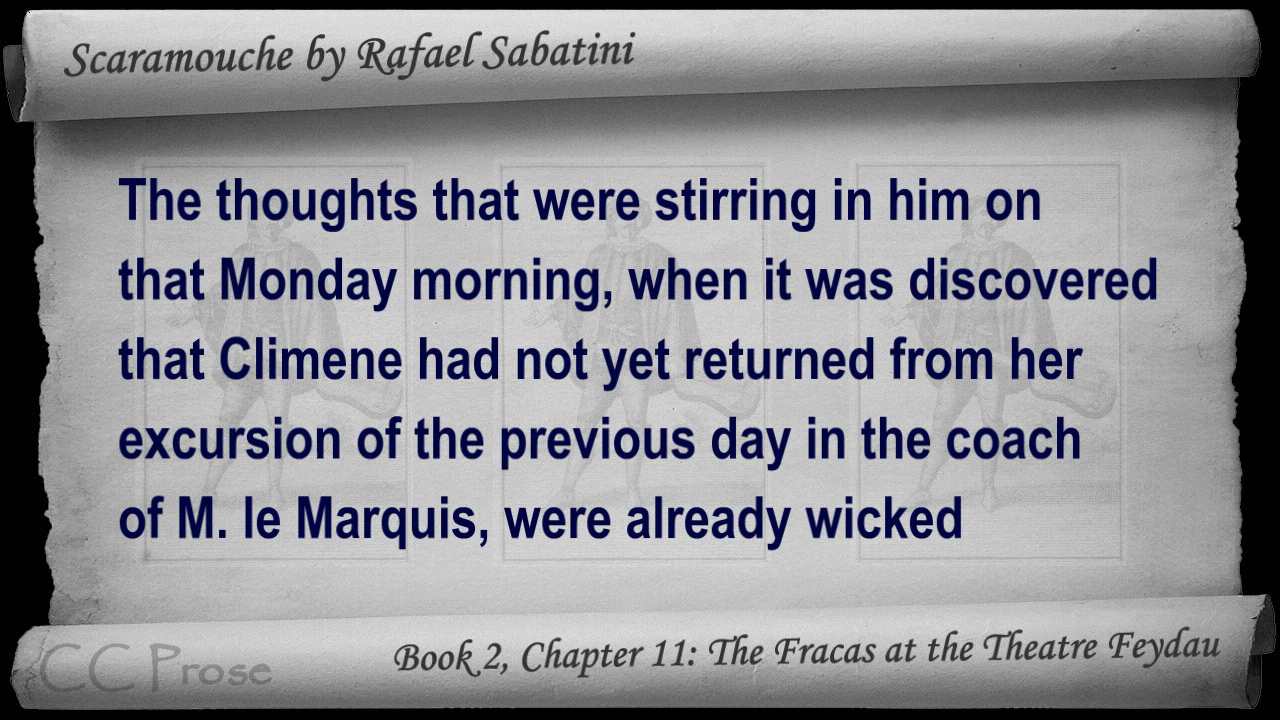 Scaramouche by Rafael Sabatini
The thoughts that were stirring in him on
that Monday morning, when it was discovered
that Climene had not yet returned from her
excursion of the previous day in the coach
of M. le Marquis, were already wicked
Book 2, Chapter 11: The Fracas at the Theatre Feydau
CC Prose